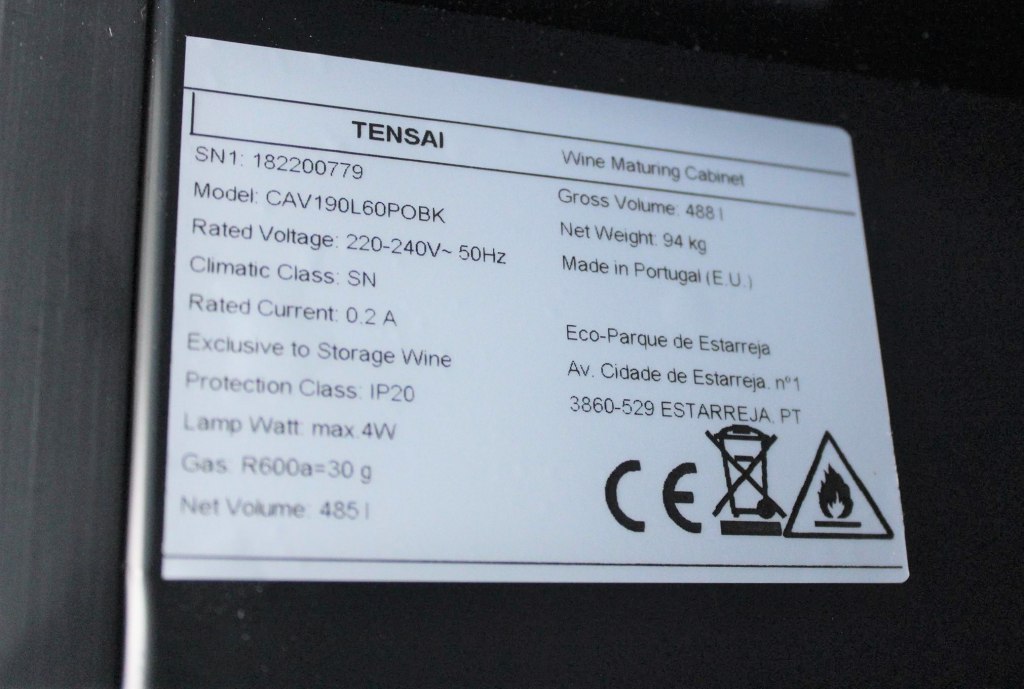 TENSAI
Wine Maturing Cabinet
SN1: 182200779
Model: CAV190L60POBK
Rated Voltage: 220-240V~ 50Hz
Climatic Class: SN
Rated Current: 0.2 A
Exclusive to Storage Wine
Protection Class: IP20
Lamp Watt: max 4W
Gas: R600a=30 g
Net Volume: 485 l
Gross Volume: 488 l
Net Weight: 94 kg
Made in Portugal (E.U.)
Eco-Parque de Estarreja
Av. Cidade de Estarreja, nº1
3860-529 ESTARREJA, PT
CE